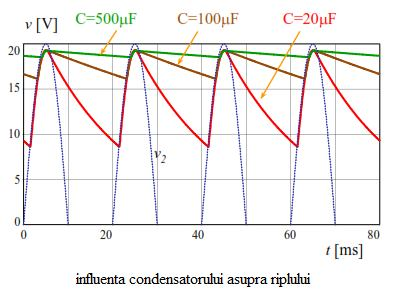 v [V] C=500µF C=100µF C=20µF
20
15
10
5
0
v2
0 20 40 60 80
t [ms]
influenta condensatorului asupra riplului